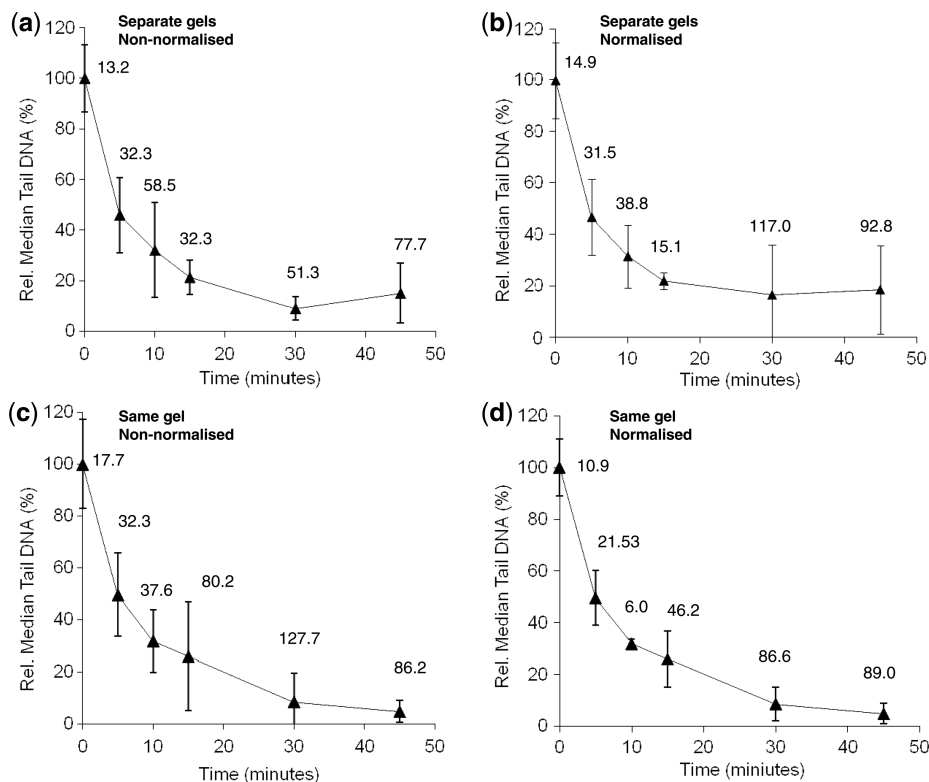 (a)
Separate gels
Non-normalised
120
100
80
60
40
20
0
13.2
32.3
58.5
32.3
51.3
77.7
0 10 20 30 40 50
Time (minutes)
Rel. Median Tail DNA (%)
(b)
Separate gels
Normalised
120
100
80
60
40
20
0
14.9
31.5
38.8
15.1
117.0
92.8
0 10 20 30 40 50
Time (minutes)
Rel. Median Tail DNA (%)
(c)
Same gel
Non-normalised
120
100
80
60
40
20
0
17.7
32.3
37.6
80.2
127.7
86.2
0 10 20 30 40 50
Time (miniutes)
Rel. Median Tail DNA (%)
(d)
Same gel
Normalised
120
100
80
60
40
20
0
10.9
21.53
6.0
46.2
86.6
89.0
0 10 20 30 40 50
Time (miniutes)
Rel. Median Tail DNA (%)